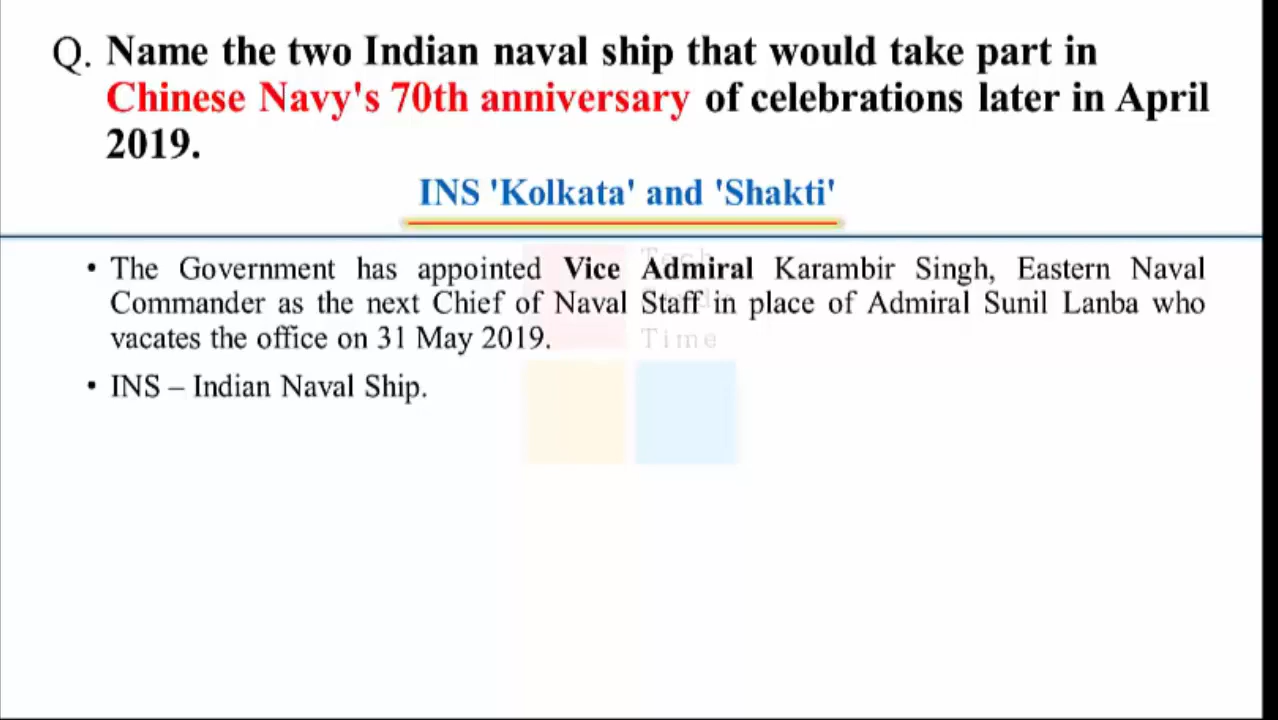 Q. Name the two Indian naval ship that would take part in
Chinese Navy's 70th anniversary of celebrations later in April
2019.
INS 'Kolkata' and 'Shakti'
• The Government has appointed Vice Admiral Karambir Singh, Eastern Naval
Commander as the next Chief of Naval Staff in place of Admiral Sunil Lanba who
vacates the office on 31 May 2019.
• INS – Indian Naval Ship.
Tech
Time